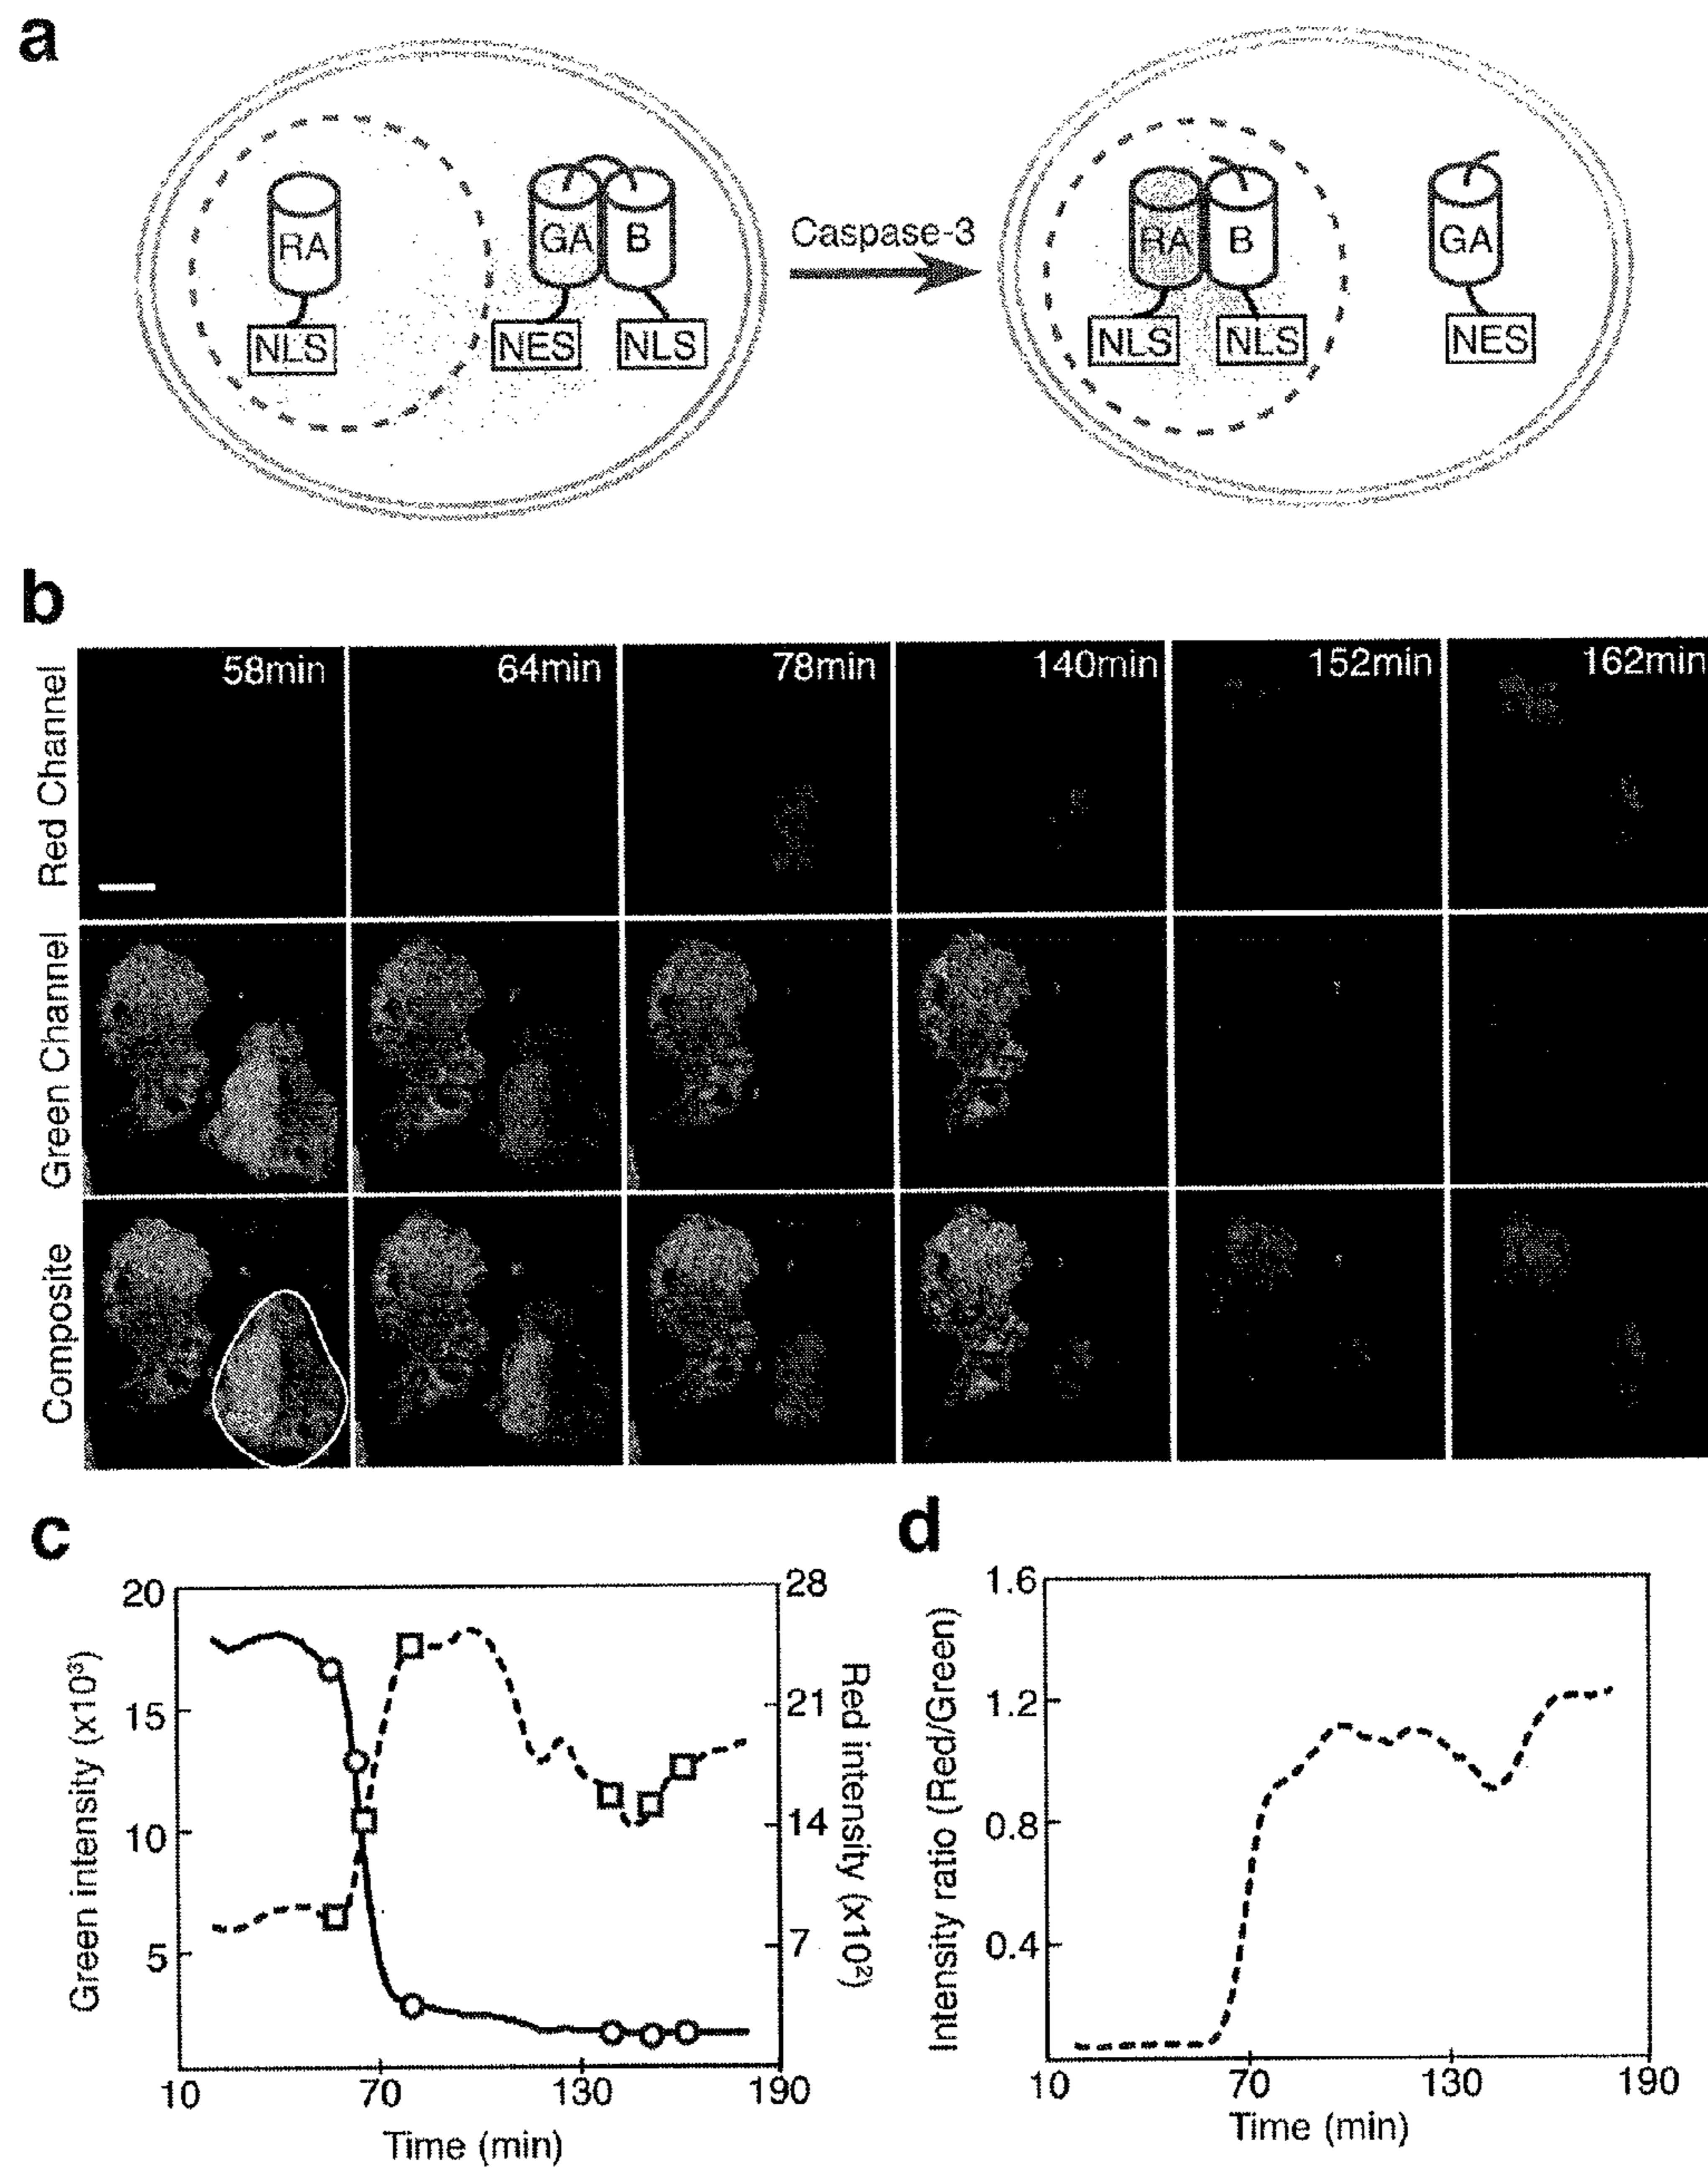 a
RA
NLS
GA
B
NES
NLS
Caspase-3
RA
B
NLS
NLS
GA
NES
b
Red Channel
58min
64min
78min
140min
152min
162min
Green Channel
Composite
c
Green intensity (x10³)
20
15
10
5
28
21
14
7
Red intensity (x10²)
10
70
130
190
Time (min)
d
Intensity ratio (Red/Green)
1.6
1.2
0.8
0.4
10
70
130
190
Time (min)